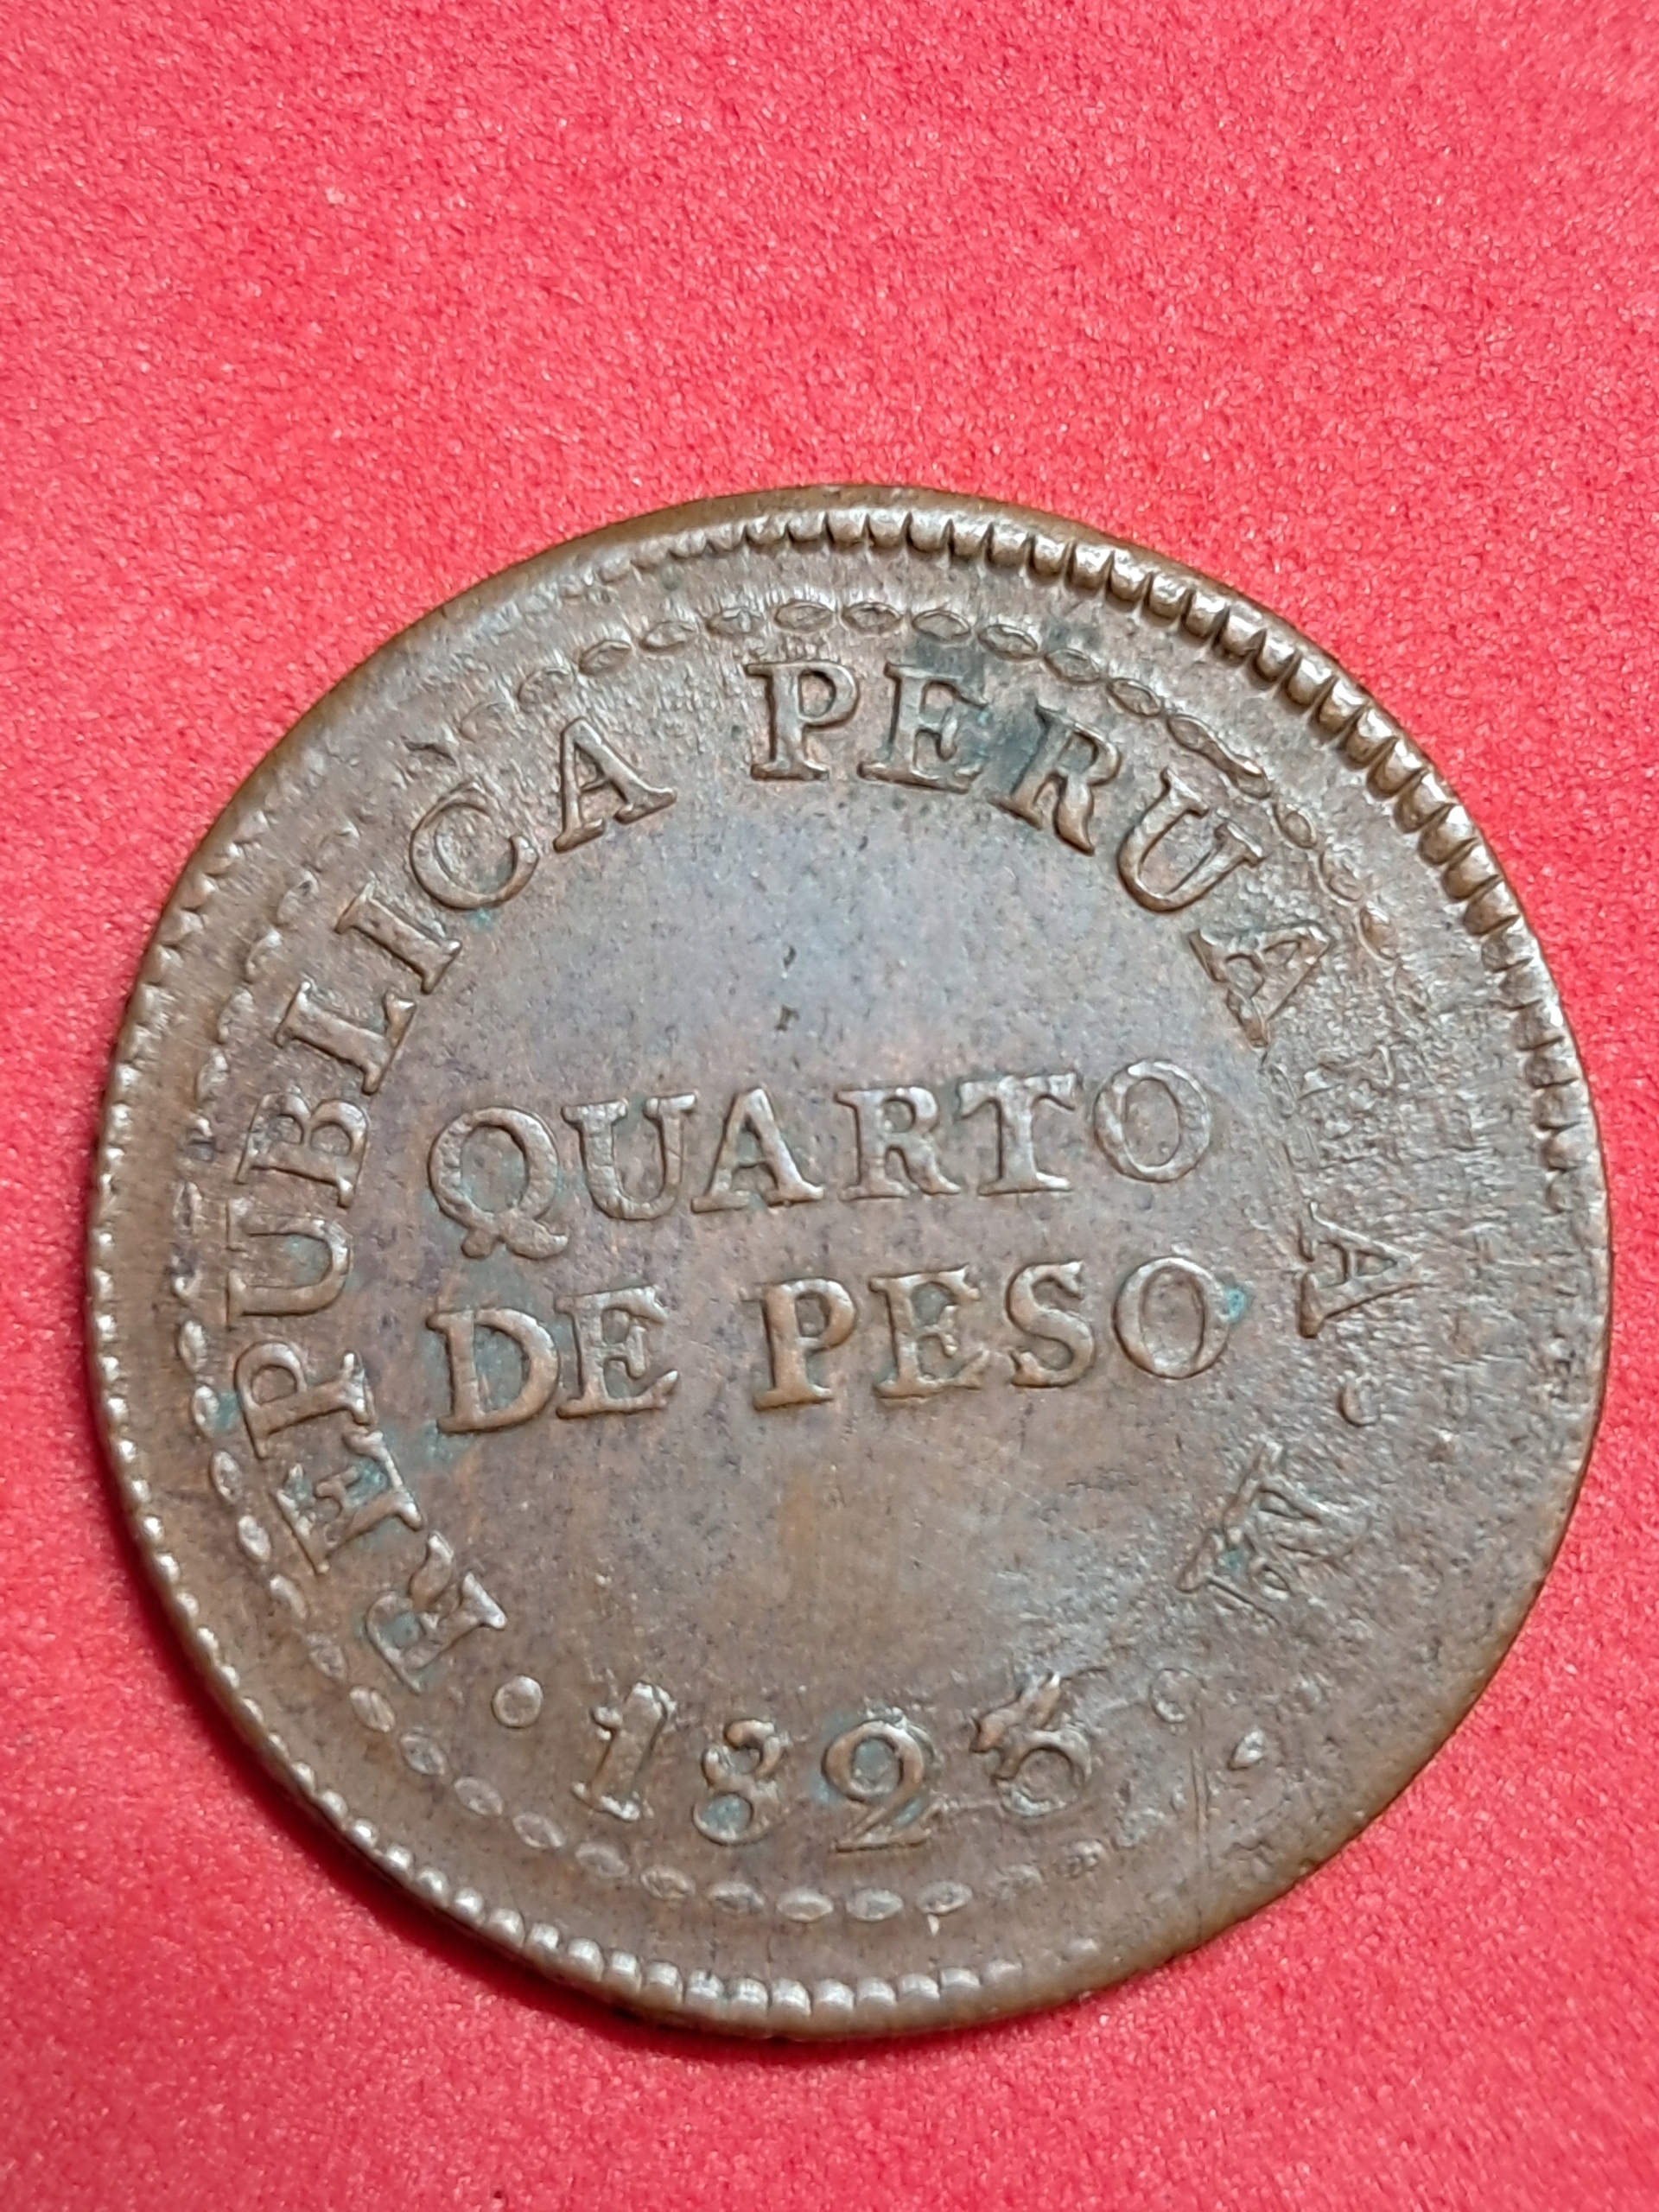 REPUBLICA PERUANA.
QUARTO
DE PESO
1823